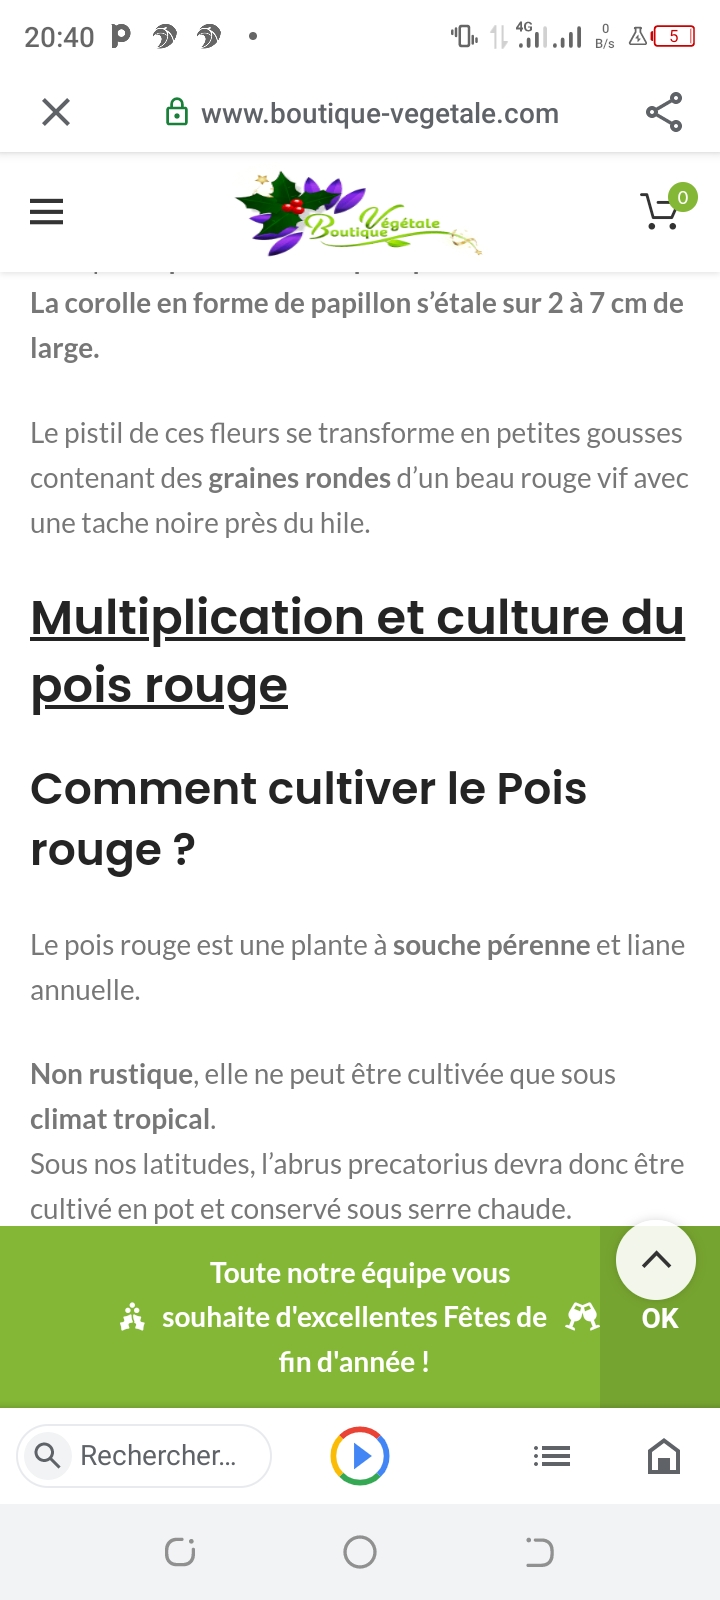 20:40
4G
0
B/s
5
www.boutique-vegetale.com
Boutique Végétale
0
La corolle en forme de papillon s’étale sur 2 à 7 cm de
large.
Le pistil de ces fleurs se transforme en petites gousses
contenant des graines rondes d’un beau rouge vif avec
une tache noire près du hile.
Multiplication et culture du
pois rouge
Comment cultiver le Pois
rouge ?
Le pois rouge est une plante à souche pérenne et liane
annuelle.
Non rustique, elle ne peut être cultivée que sous
climat tropical.
Sous nos latitudes, l’abrus precatorius devra donc être
cultivé en pot et conservé sous serre chaude.
Toute notre équipe vous
souhaite d'excellentes Fêtes de
fin d'année !
OK
Rechercher...